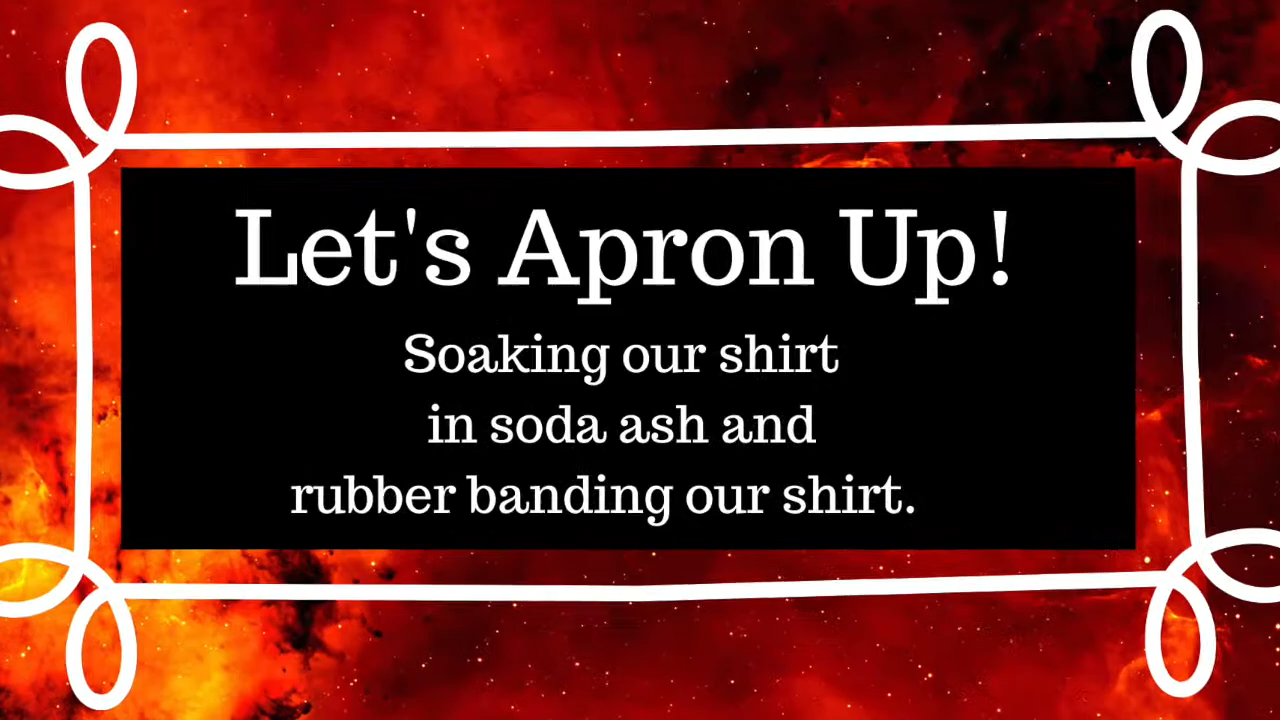 Let's Apron Up!
Soaking our shirt
in soda ash and
rubber banding our shirt.